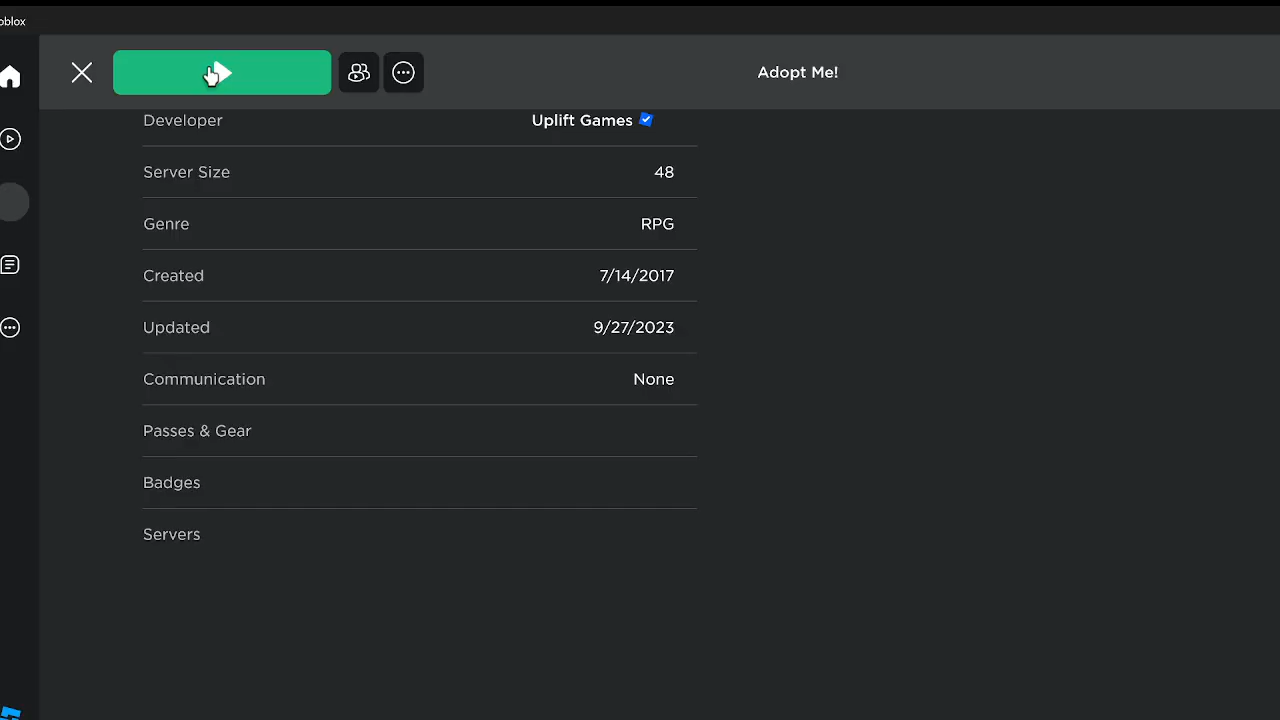 oblox
Adopt Me!
Developer Uplift Games
Server Size 48
Genre RPG
Created 7/14/2017
Updated 9/27/2023
Communication None
Passes & Gear
Badges
Servers